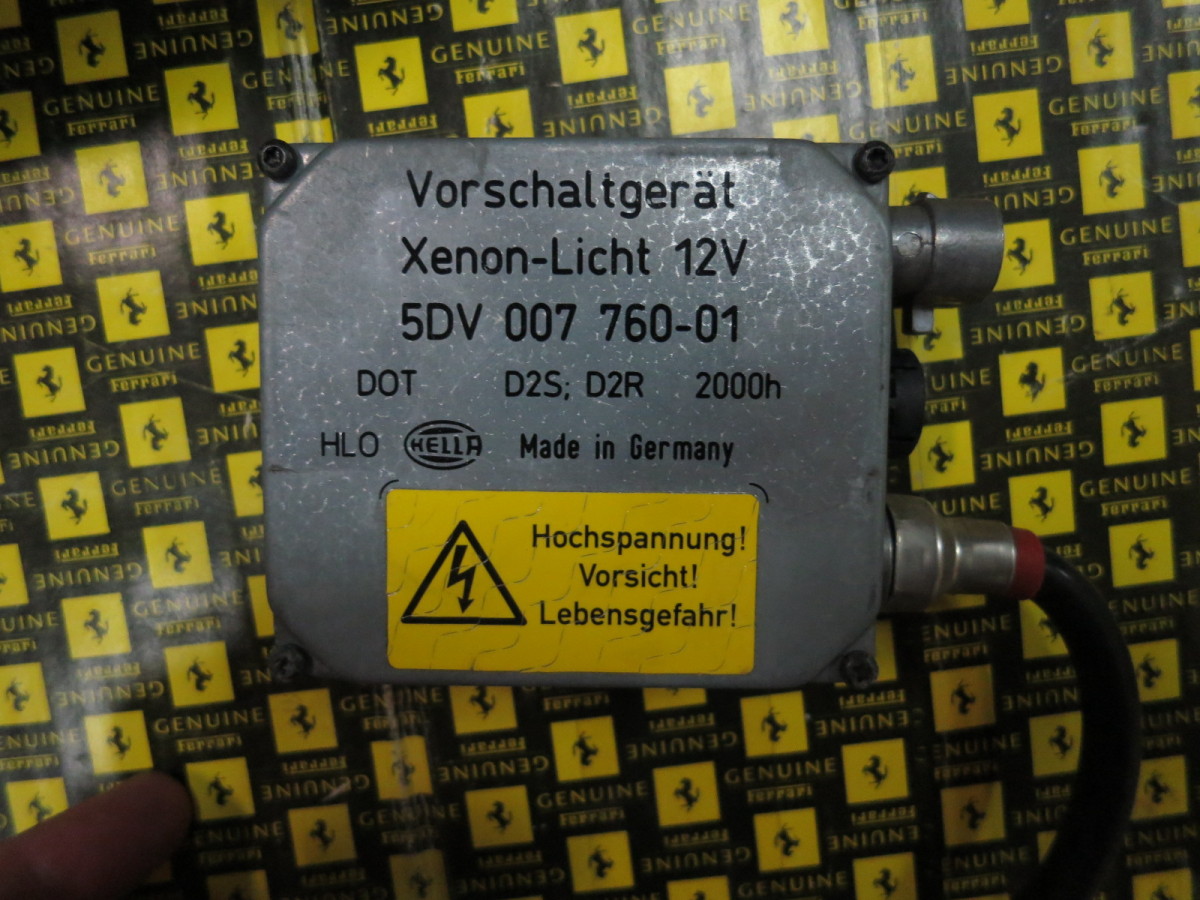 Vorschaltgerät
Xenon-Licht 12V
5DV 007 760-01
DOT D2S; D2R 2000h
HLO HELLA Made in Germany
Hochspannung!
Vorsicht!
Lebensgefahr!
GENUINE
Ferrari